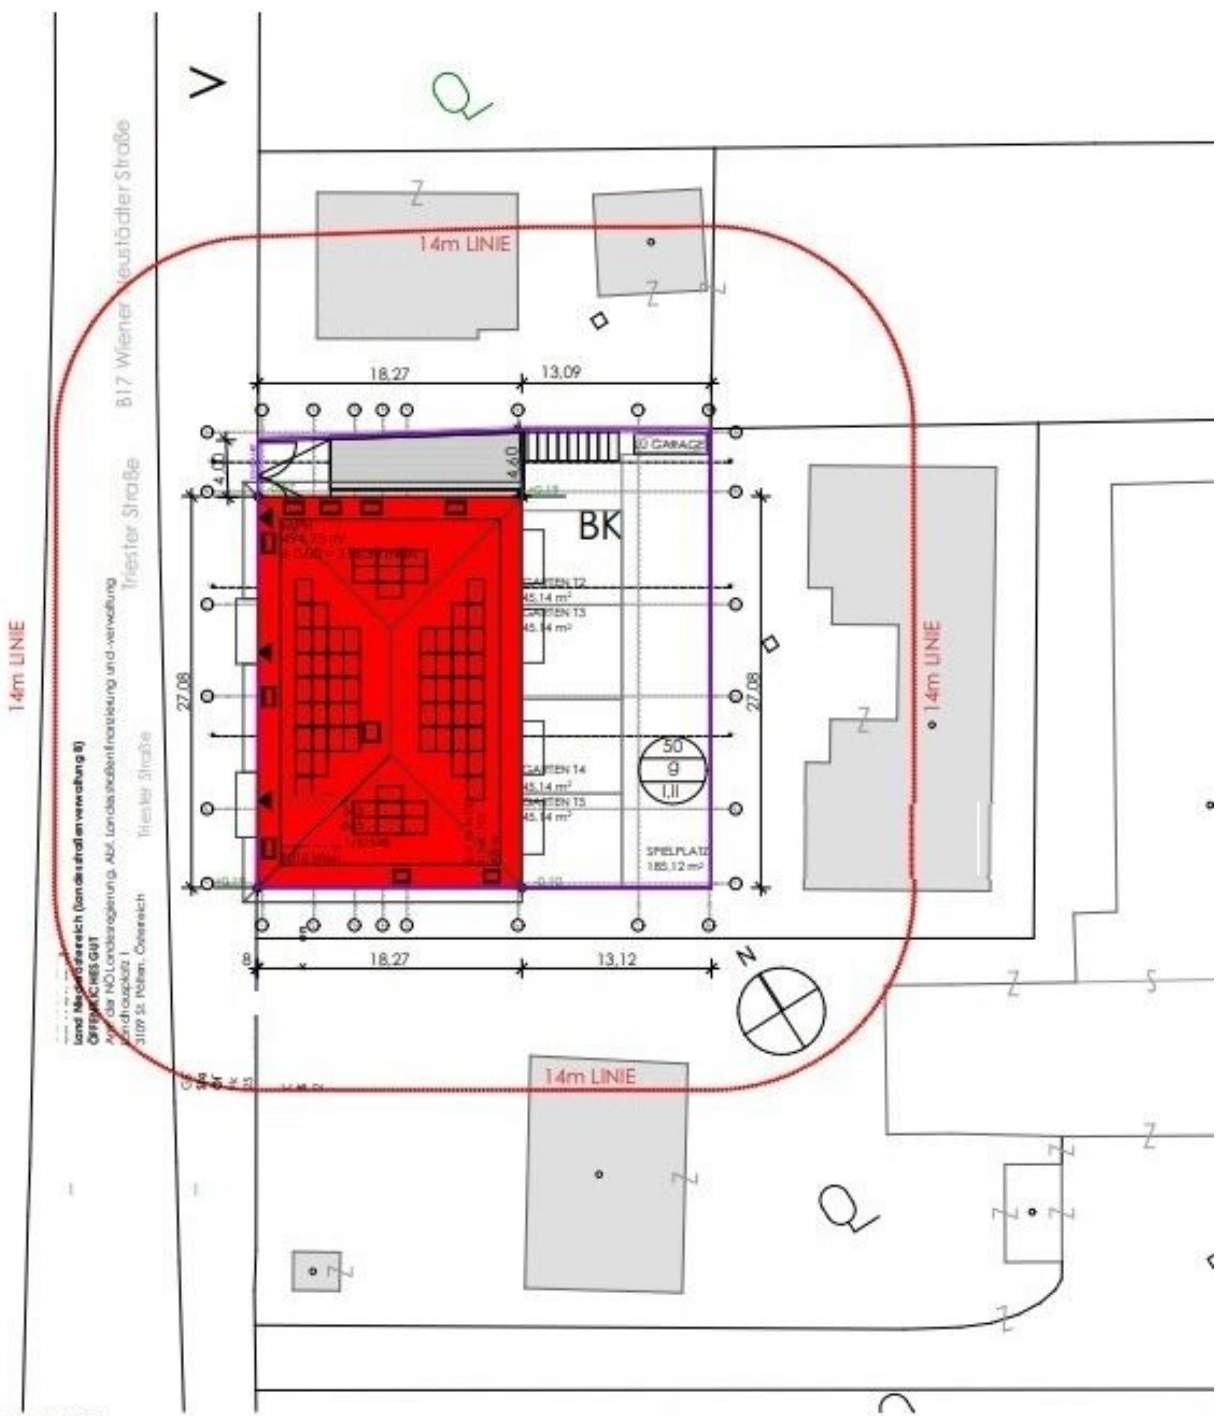 V
B17 Wiener Neustädter Straße
Triester Straße
Triester Straße
14m LINIE
14m LINIE
14m LINIE
14m LINIE
18,27
13,09
4,00
4,60
GARAGE
BK
GARTEN T2
45,14 m²
GARTEN T3
45,14 m²
GARTEN T4
45,14 m²
GARTEN T5
45,14 m²
27,08
27,08
50
g
I,II
SPIELPLATZ
185,12 m²
-0,10
8
18,27
13,12
N
Land Niederösterreich (Landesstraßenverwaltung B)
ÖFFENTLICHES GUT
Amt der NÖ Landesregierung, Abt. Landesstraßenfinanzierung und -verwaltung
Landhausplatz 1
3109 St. Pölten, Österreich
Z
Z
Z
Z
Z
Z
S
Z
Z
Z
Z
Z
Z